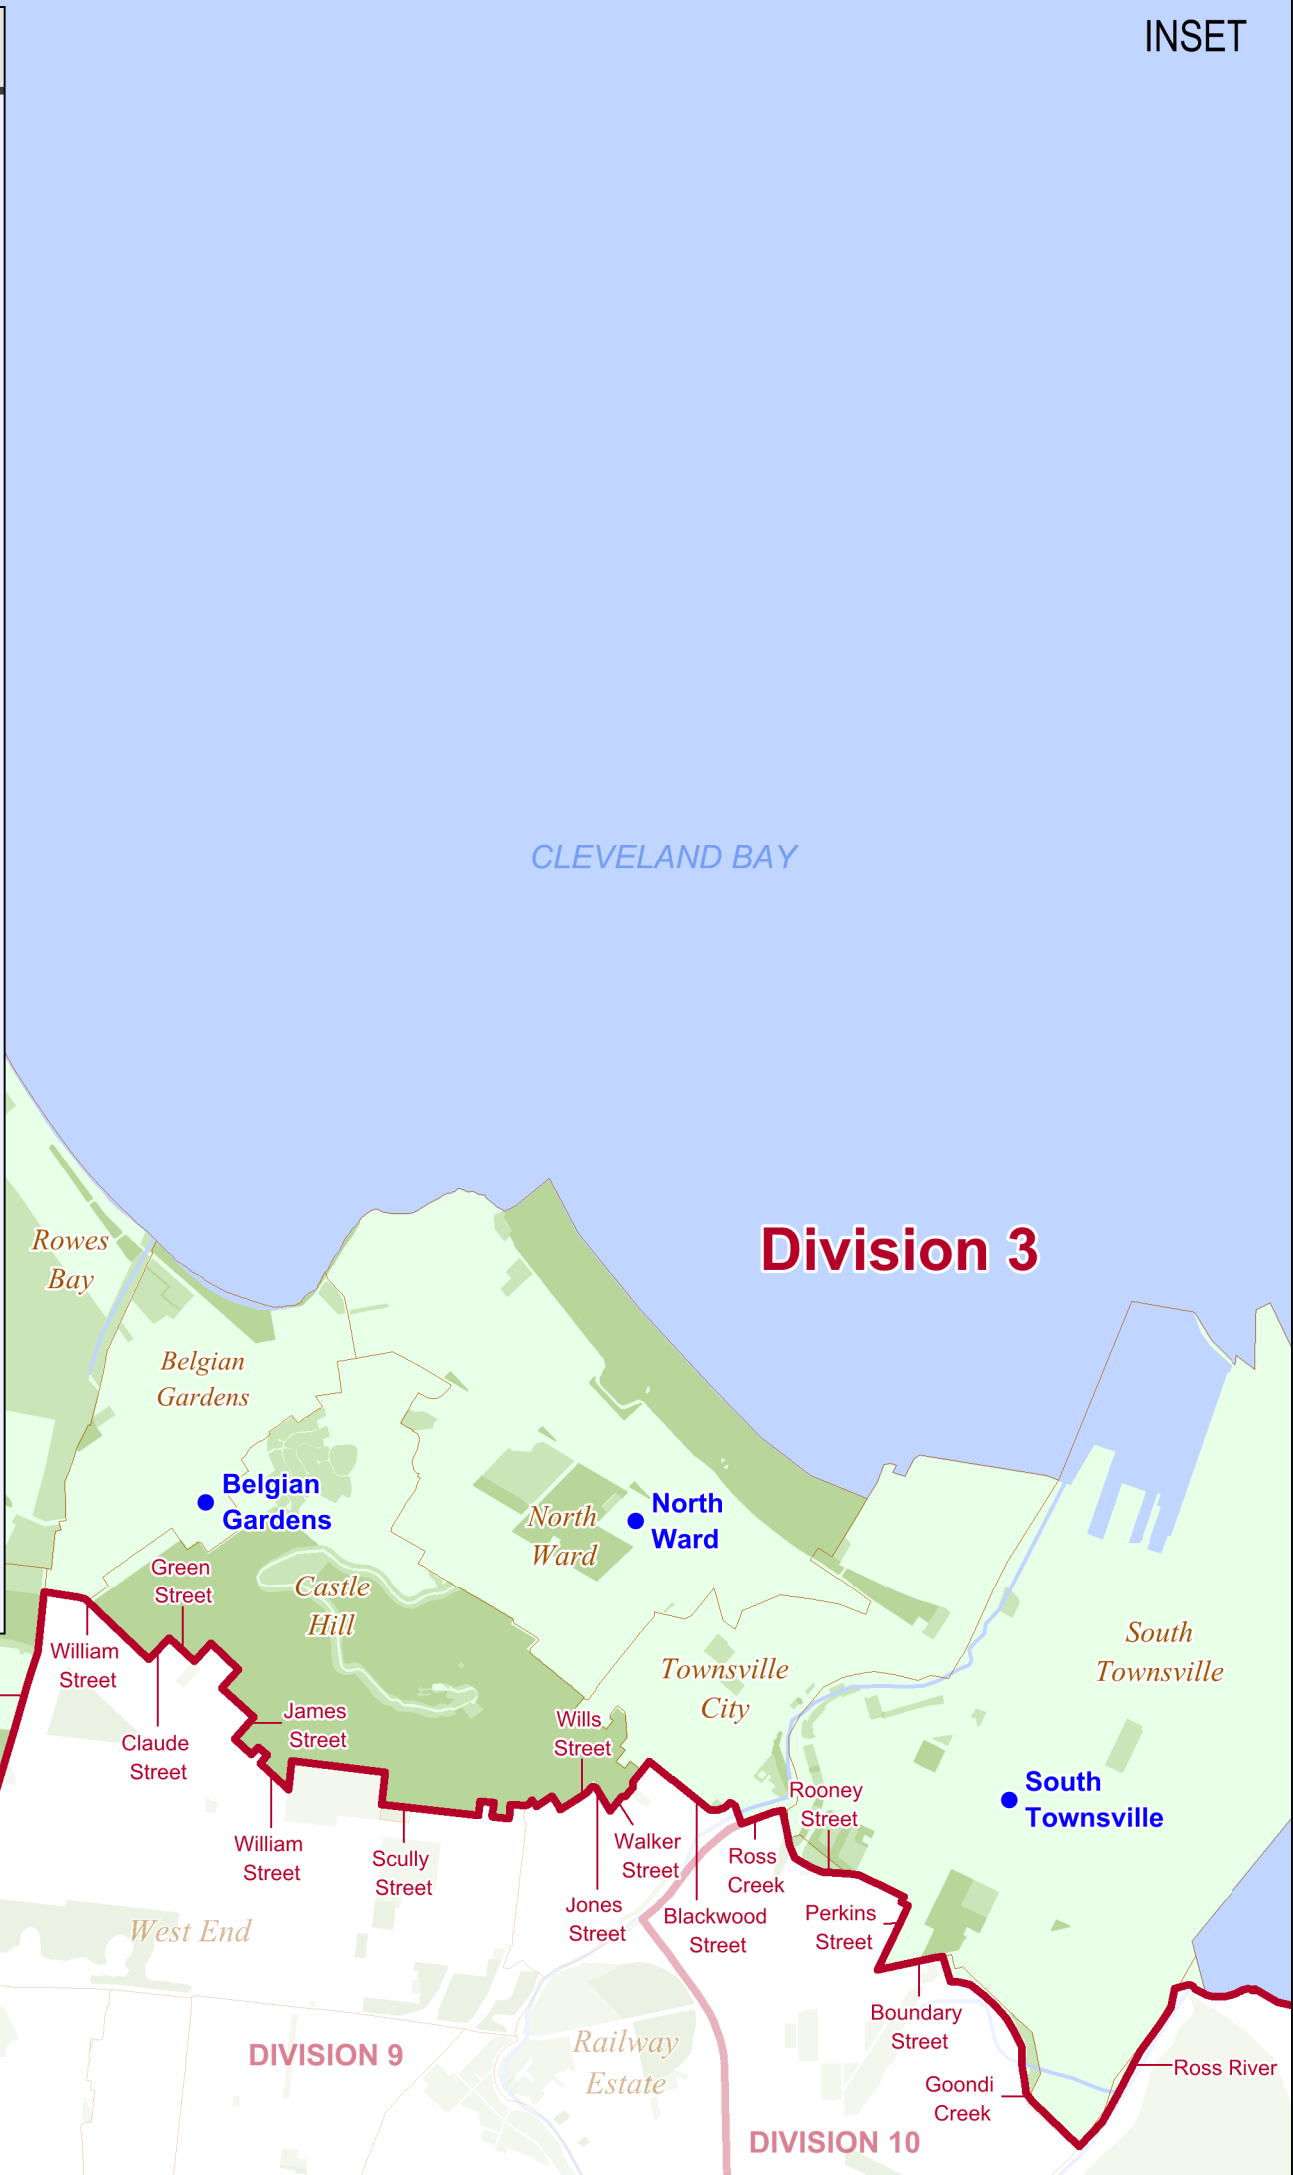 INSET
CLEVELAND BAY
Division 3
Rowes
Bay
Belgian
Gardens
Belgian
Gardens
North
Ward
North
Ward
Green
Street
Castle
Hill
William
Street
South
Townsville
Townsville
City
James
Street
Wills
Street
Claude
Street
South
Townsville
Rooney
Street
William
Street
Scully
Street
Walker
Street
Ross
Creek
Jones
Street
Blackwood
Street
Perkins
Street
West End
Boundary
Street
Railway
Estate
DIVISION 9
Ross River
Goondi
Creek
DIVISION 10